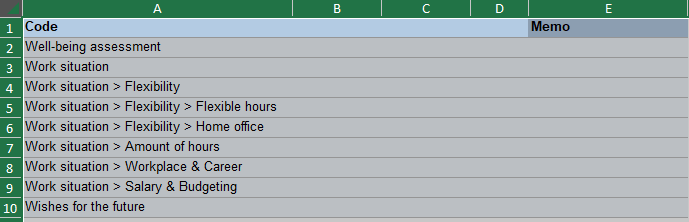 A B C D E
1 Code Memo
2 Well-being assessment
3 Work situation
4 Work situation > Flexibility
5 Work situation > Flexibility > Flexible hours
6 Work situation > Flexibility > Home office
7 Work situation > Amount of hours
8 Work situation > Workplace & Career
9 Work situation > Salary & Budgeting
10 Wishes for the future